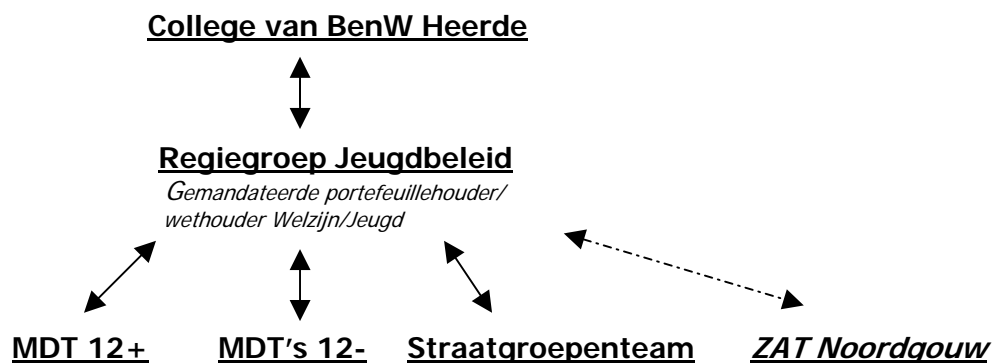 College van BenW Heerde
Regiegroep Jeugdbeleid
Gemandateerde portefeuillehouder/
wethouder Welzijn/Jeugd
MDT 12+ MDT's 12- Straatgroepenteam ZAT Noordgouw